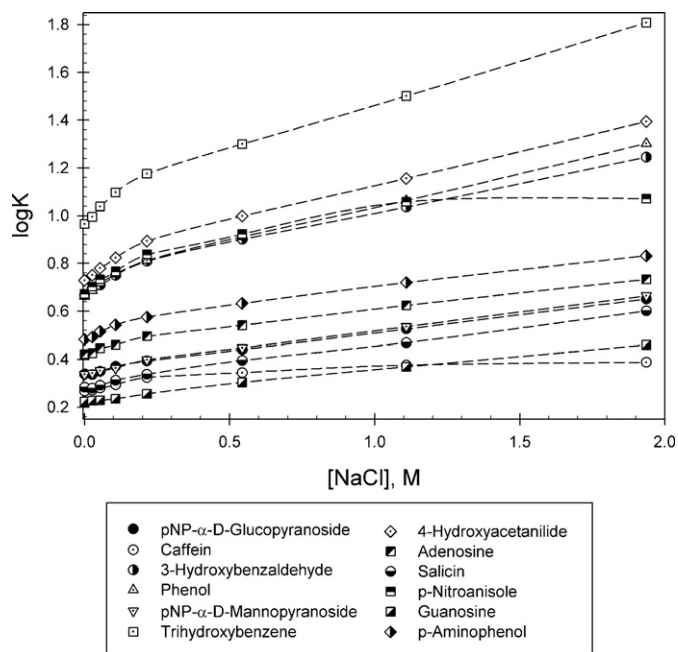 1.8
1.6
1.4
1.2
1.0
0.8
0.6
0.4
0.2
logK
0.0 0.5 1.0 1.5 2.0
[NaCl], M
pNP-α-D-Glucopyranoside
Caffein
3-Hydroxybenzaldehyde
Phenol
pNP-α-D-Mannopyranoside
Trihydroxybenzene
4-Hydroxyacetanilide
Adenosine
Salicin
p-Nitroanisole
Guanosine
p-Aminophenol